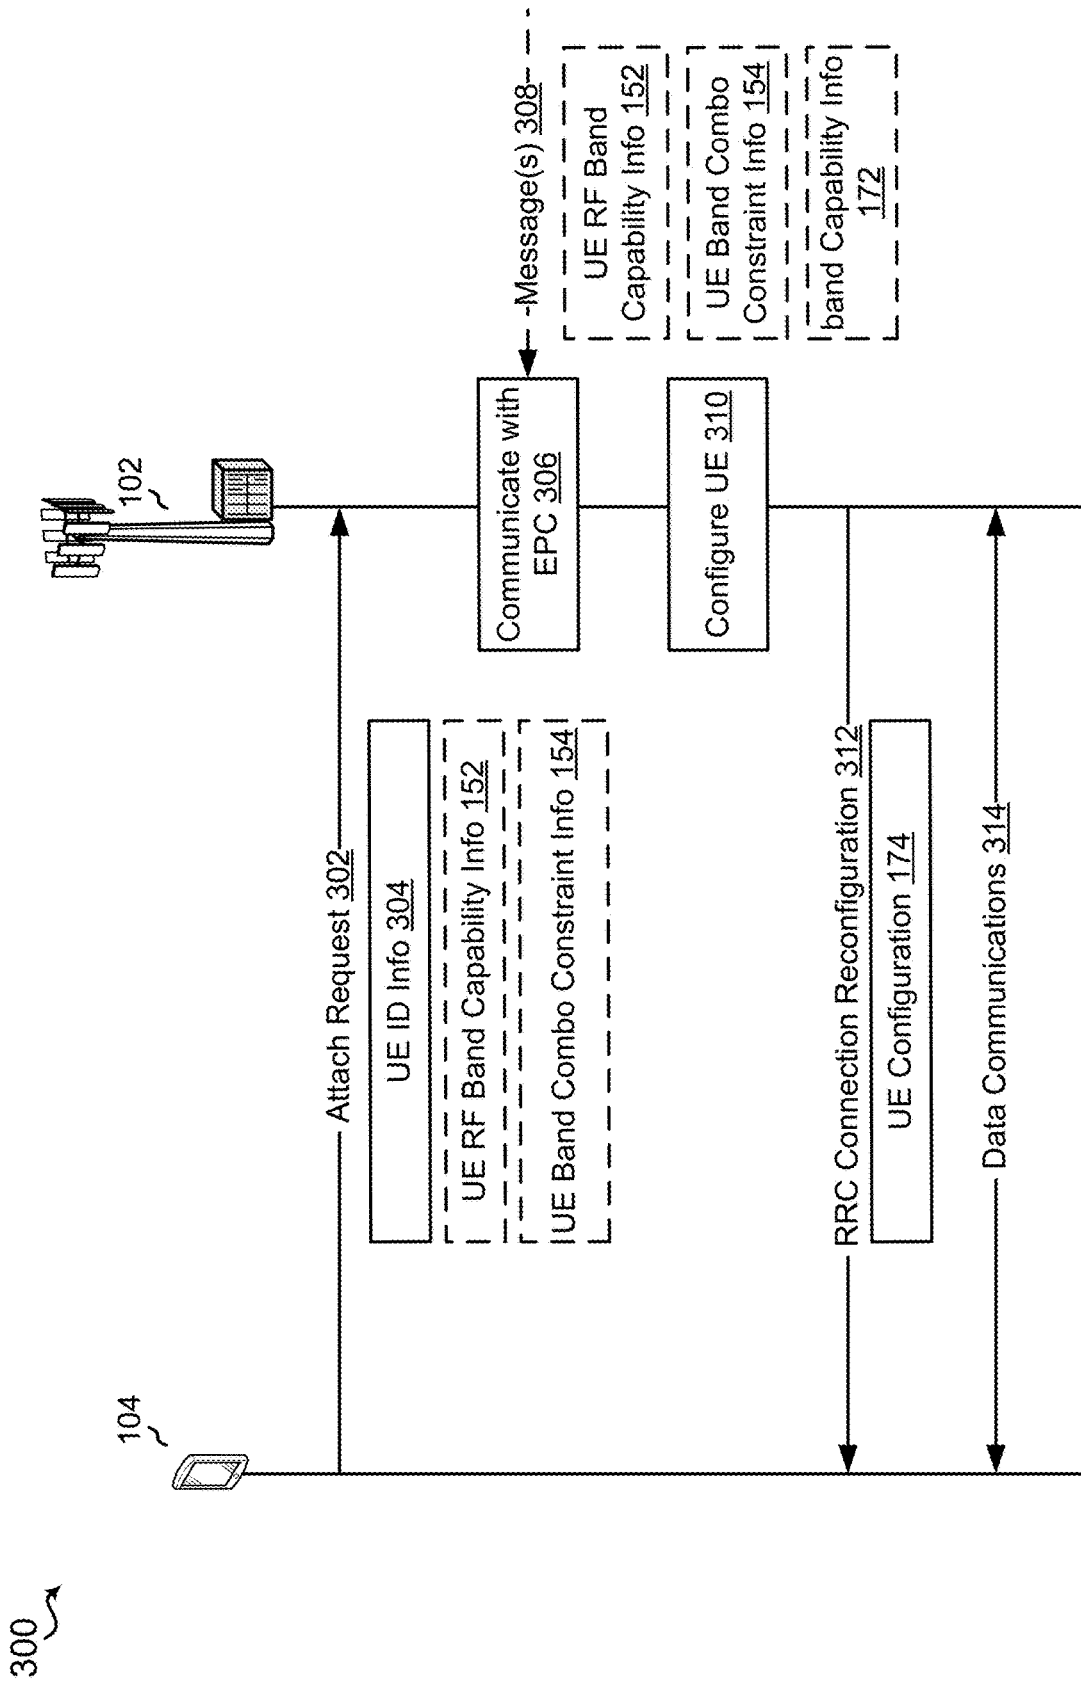 300
104
102
Attach Request 302
UE ID Info 304
UE RF Band Capability Info 152
UE Band Combo Constraint Info 154
Communicate with
EPC 306
Message(s) 308
UE RF Band
Capability Info 152
UE Band Combo
Constraint Info 154
band Capability Info
172
Configure UE 310
RRC Connection Reconfiguration 312
UE Configuration 174
Data Communications 314